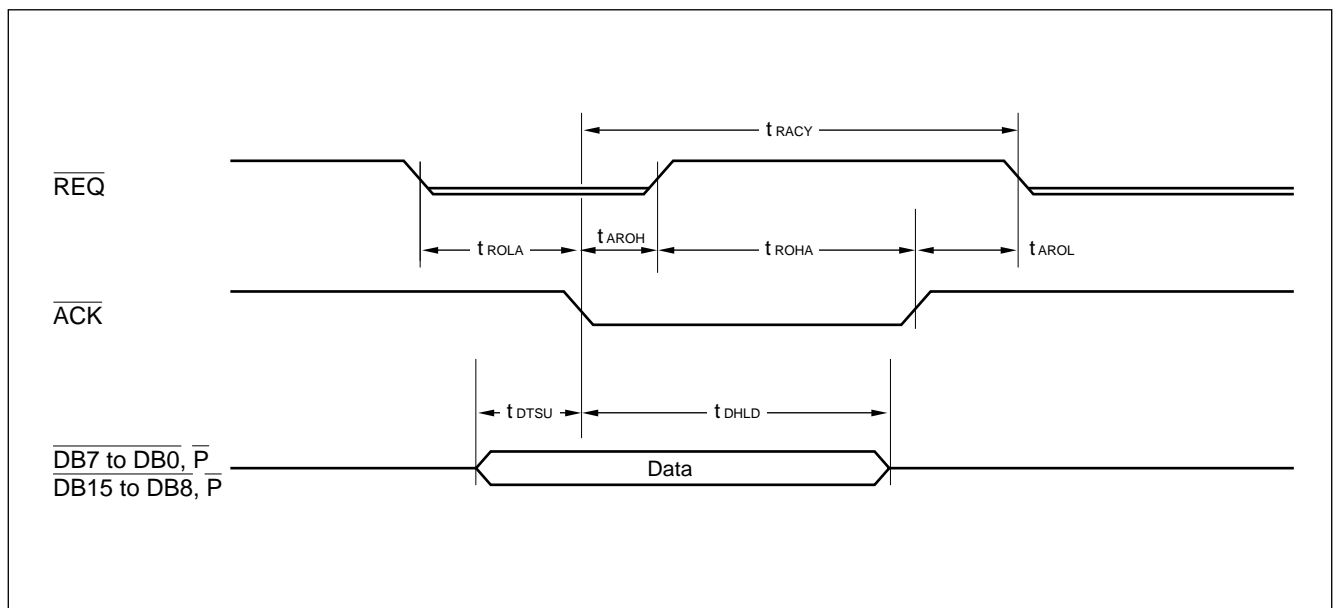 t RACY
REQ
t ROLA
t AROH
t ROHA
t AROL
ACK
t DTSU
t DHLD
DB7 to DB0, P
DB15 to DB8, P
Data